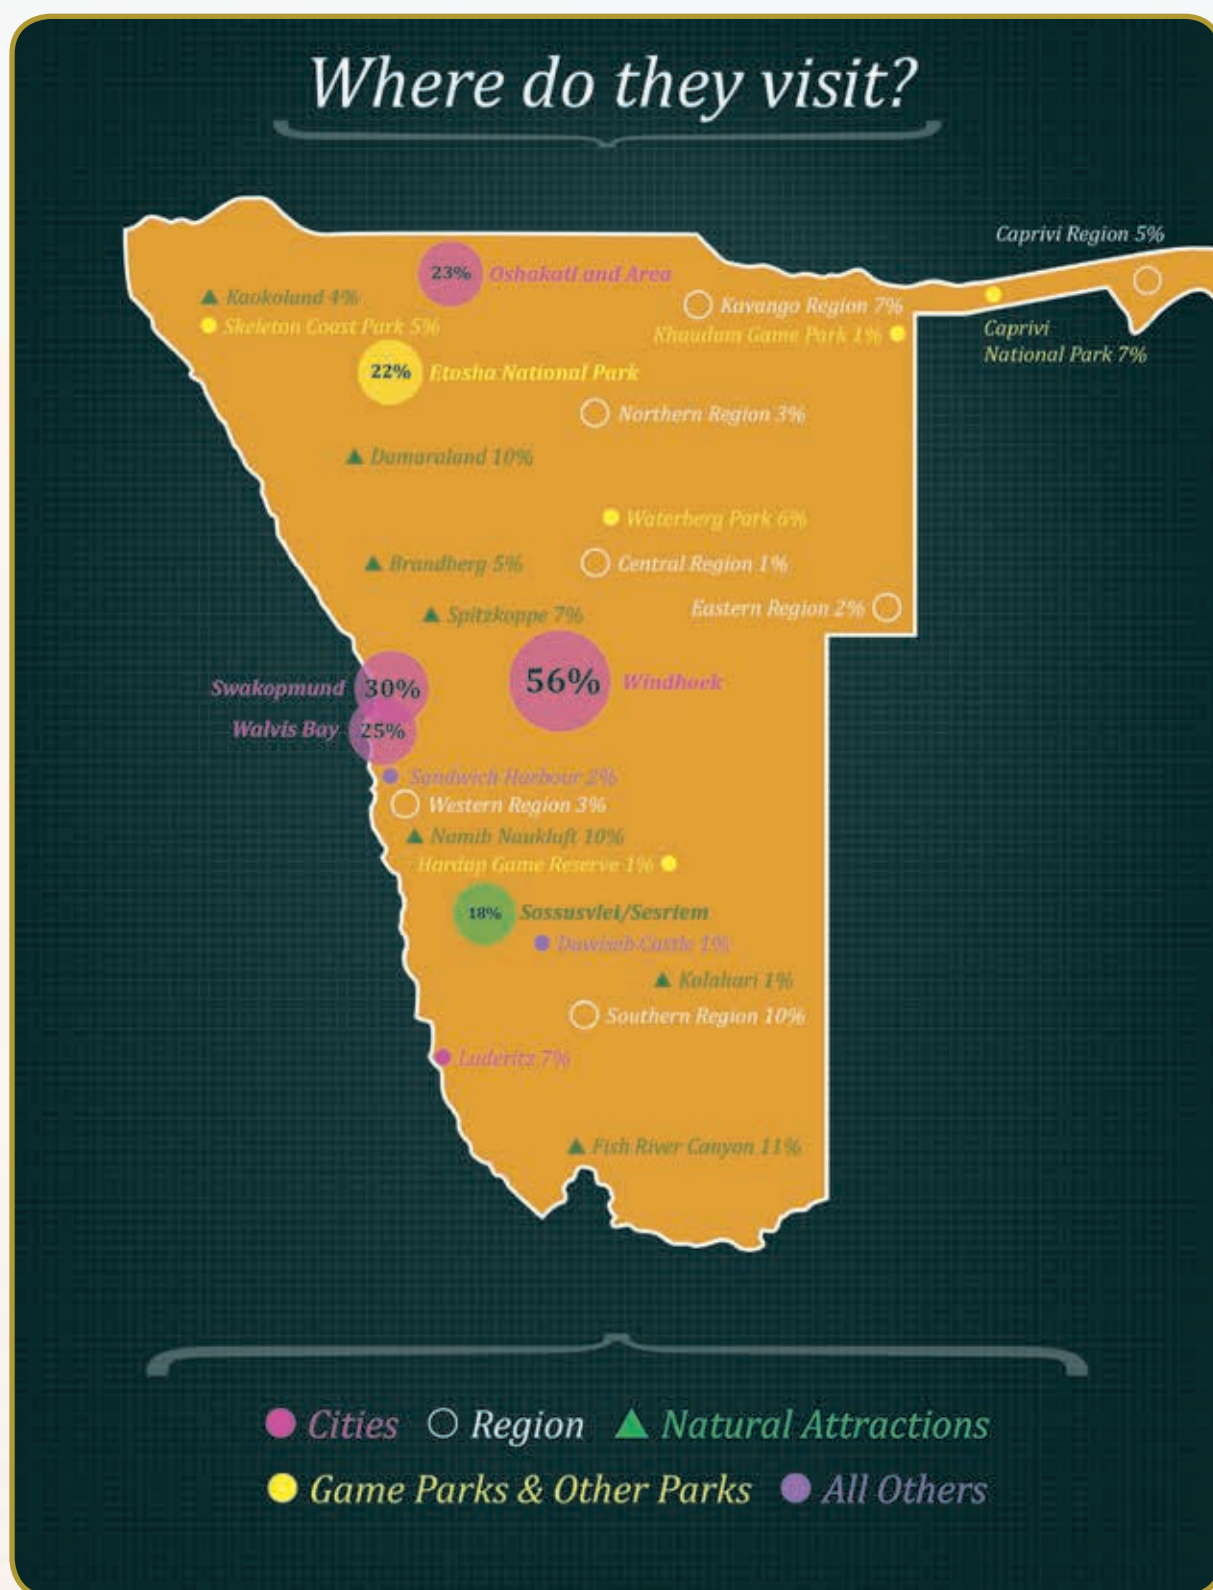 Where do they visit?
Caprivi Region 5%
23% Oshakati and Area
Kaokoland 4%
Kavango Region 7%
Skeleton Coast Park 5%
Khaudum Game Park 1%
Caprivi
National Park 7%
22% Etosha National Park
Northern Region 3%
Damaraland 10%
Waterberg Park 6%
Brandberg 5%
Central Region 1%
Eastern Region 2%
Spitzkoppe 7%
Swakopmund 30%
56% Windhoek
Walvis Bay 25%
Sandwich Harbour 2%
Western Region 3%
Namib Naukluft 10%
Hardap Game Reserve 1%
18% Sossusvlei/Sesriem
Duwiseb Castle 1%
Kalahari 1%
Southern Region 10%
Luderitz 7%
Fish River Canyon 11%
Cities Region Natural Attractions
Game Parks & Other Parks All Others